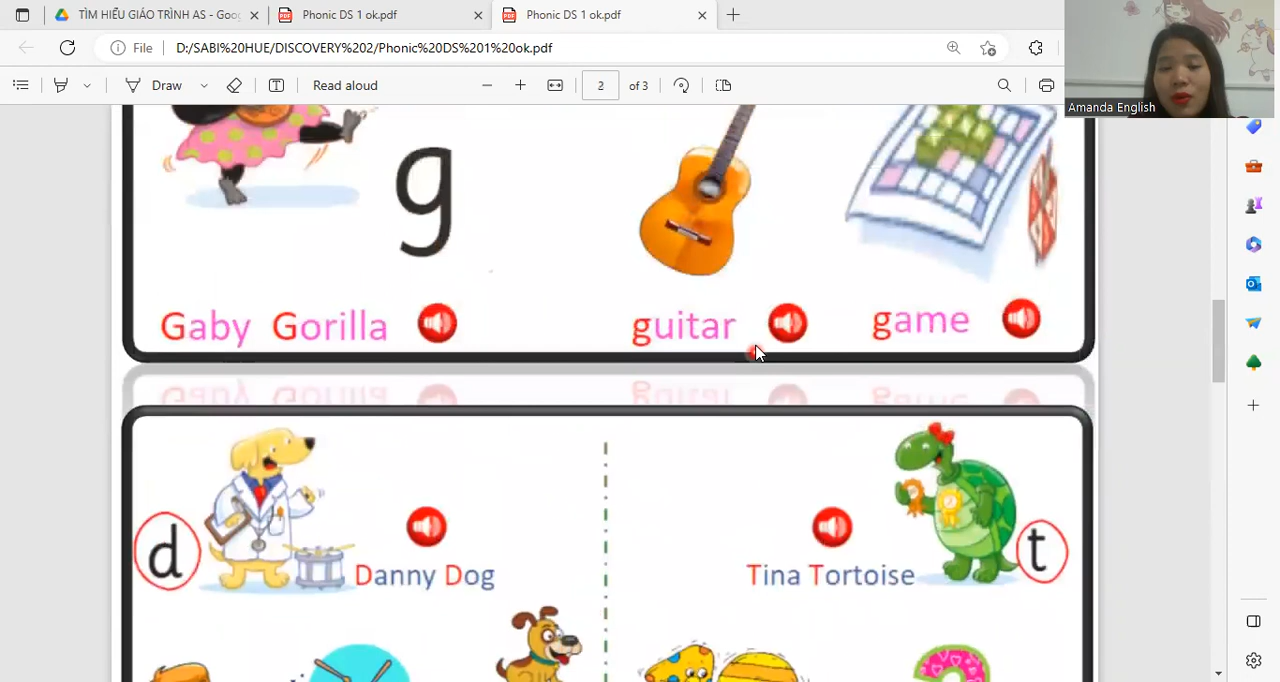 TÌM HIỂU GIÁO TRÌNH AS - Goo
Phonic DS 1 ok.pdf
Phonic DS 1 ok.pdf
File
D:/SABI%20HUE/DISCOVERY%202/Phonic%20DS%201%20ok.pdf
Draw
Read aloud
2
of 3
Amanda English
g
Gaby Gorilla
guitar
game
d
Danny Dog
Tina Tortoise
t